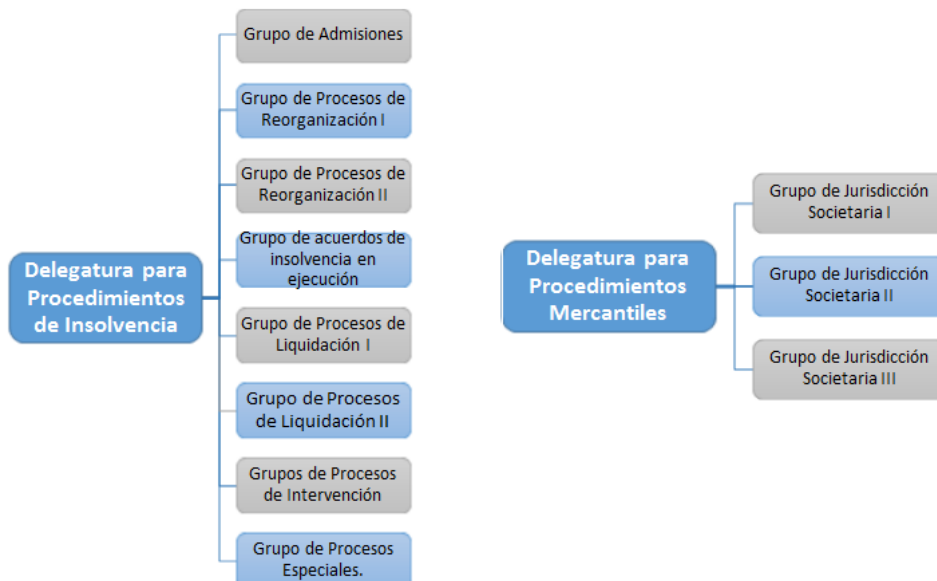 Grupo de Admisiones
Grupo de Procesos de
Reorganización I
Grupo de Procesos de
Reorganización II
Grupo de acuerdos de
insolvencia en
ejecución
Delegatura para
Procedimientos
de Insolvencia
Grupo de Procesos de
Liquidación I
Grupo de Procesos
de Liquidación II
Grupos de Procesos
de Intervención
Grupo de Procesos
Especiales.
Delegatura para
Procedimientos
Mercantiles
Grupo de Jurisdicción
Societaria I
Grupo de Jurisdicción
Societaria II
Grupo de Jurisdicción
Societaria III